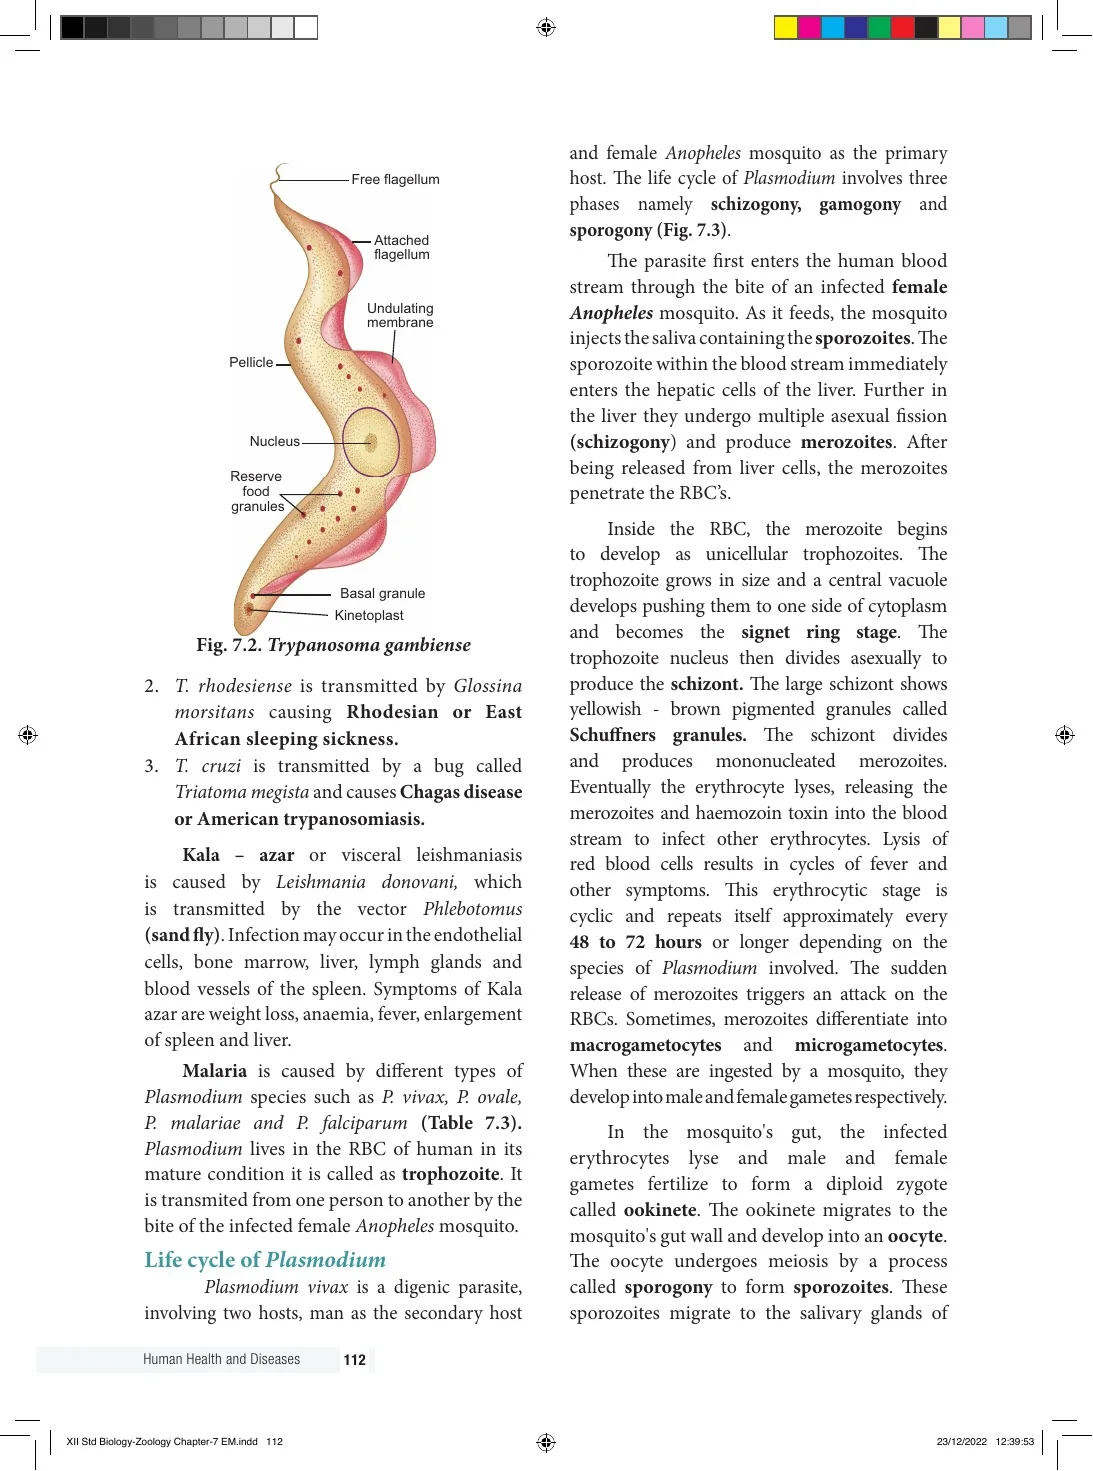 Free flagellum
Attached
flagellum
Undulating
membrane
Pellicle
Nucleus
Reserve
food
granules
Basal granule
Kinetoplast
Fig. 7.2. Trypanosoma gambiense
2. T. rhodesiense is transmitted by Glossina
morsitans causing Rhodesian or East
African sleeping sickness.
3. T. cruzi is transmitted by a bug called
Triatoma megista and causes Chagas disease
or American trypanosomiasis.
Kala – azar or visceral leishmaniasis
is caused by Leishmania donovani, which
is transmitted by the vector Phlebotomus
(sand fly). Infection may occur in the endothelial
cells, bone marrow, liver, lymph glands and
blood vessels of the spleen. Symptoms of Kala
azar are weight loss, anaemia, fever, enlargement
of spleen and liver.
Malaria is caused by different types of
Plasmodium species such as P. vivax, P. ovale,
P. malariae and P. falciparum (Table 7.3).
Plasmodium lives in the RBC of human in its
mature condition it is called as trophozoite. It
is transmited from one person to another by the
bite of the infected female Anopheles mosquito.
Life cycle of Plasmodium
Plasmodium vivax is a digenic parasite,
involving two hosts, man as the secondary host
and female Anopheles mosquito as the primary
host. The life cycle of Plasmodium involves three
phases namely schizogony, gamogony and
sporogony (Fig. 7.3).
The parasite first enters the human blood
stream through the bite of an infected female
Anopheles mosquito. As it feeds, the mosquito
injects the saliva containing the sporozoites. The
sporozoite within the blood stream immediately
enters the hepatic cells of the liver. Further in
the liver they undergo multiple asexual fission
(schizogony) and produce merozoites. After
being released from liver cells, the merozoites
penetrate the RBC’s.
Inside the RBC, the merozoite begins
to develop as unicellular trophozoites. The
trophozoite grows in size and a central vacuole
develops pushing them to one side of cytoplasm
and becomes the signet ring stage. The
trophozoite nucleus then divides asexually to
produce the schizont. The large schizont shows
yellowish - brown pigmented granules called
Schuffners granules. The schizont divides
and produces mononucleated merozoites.
Eventually the erythrocyte lyses, releasing the
merozoites and haemozoin toxin into the blood
stream to infect other erythrocytes. Lysis of
red blood cells results in cycles of fever and
other symptoms. This erythrocytic stage is
cyclic and repeats itself approximately every
48 to 72 hours or longer depending on the
species of Plasmodium involved. The sudden
release of merozoites triggers an attack on the
RBCs. Sometimes, merozoites differentiate into
macrogametocytes and microgametocytes.
When these are ingested by a mosquito, they
develop into male and female gametes respectively.
In the mosquito's gut, the infected
erythrocytes lyse and male and female
gametes fertilize to form a diploid zygote
called ookinete. The ookinete migrates to the
mosquito's gut wall and develop into an oocyte.
The oocyte undergoes meiosis by a process
called sporogony to form sporozoites. These
sporozoites migrate to the salivary glands of
Human Health and Diseases 112
XII Std Biology-Zoology Chapter-7 EM.indd 112
23/12/2022 12:39:53